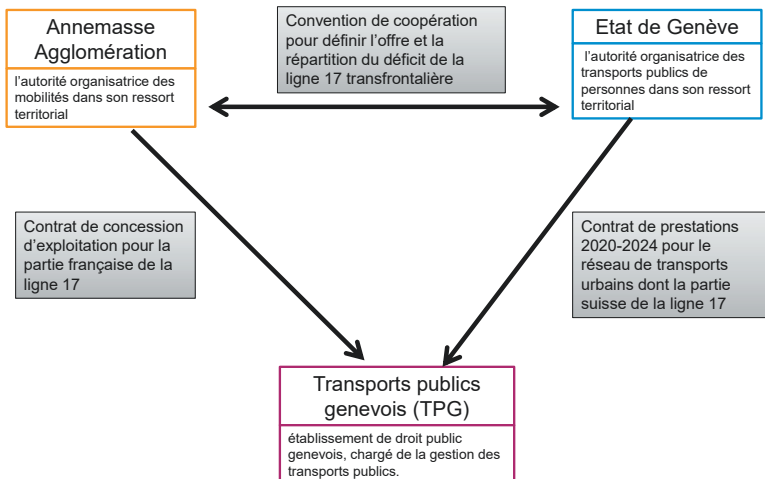 Annemasse
Agglomération
l'autorité organisatrice des
mobilités dans son ressort
territorial
Convention de coopération
pour définir l'offre et la
répartition du déficit de la
ligne 17 transfrontalière
Etat de Genève
l'autorité organisatrice des
transports publics de
personnes dans son ressort
territorial
Contrat de concession
d'exploitation pour la
partie française de la
ligne 17
Contrat de prestations
2020-2024 pour le
réseau de transports
urbains dont la partie
suisse de la ligne 17
Transports publics
genevois (TPG)
établissement de droit public
genevois, chargé de la gestion des
transports publics.